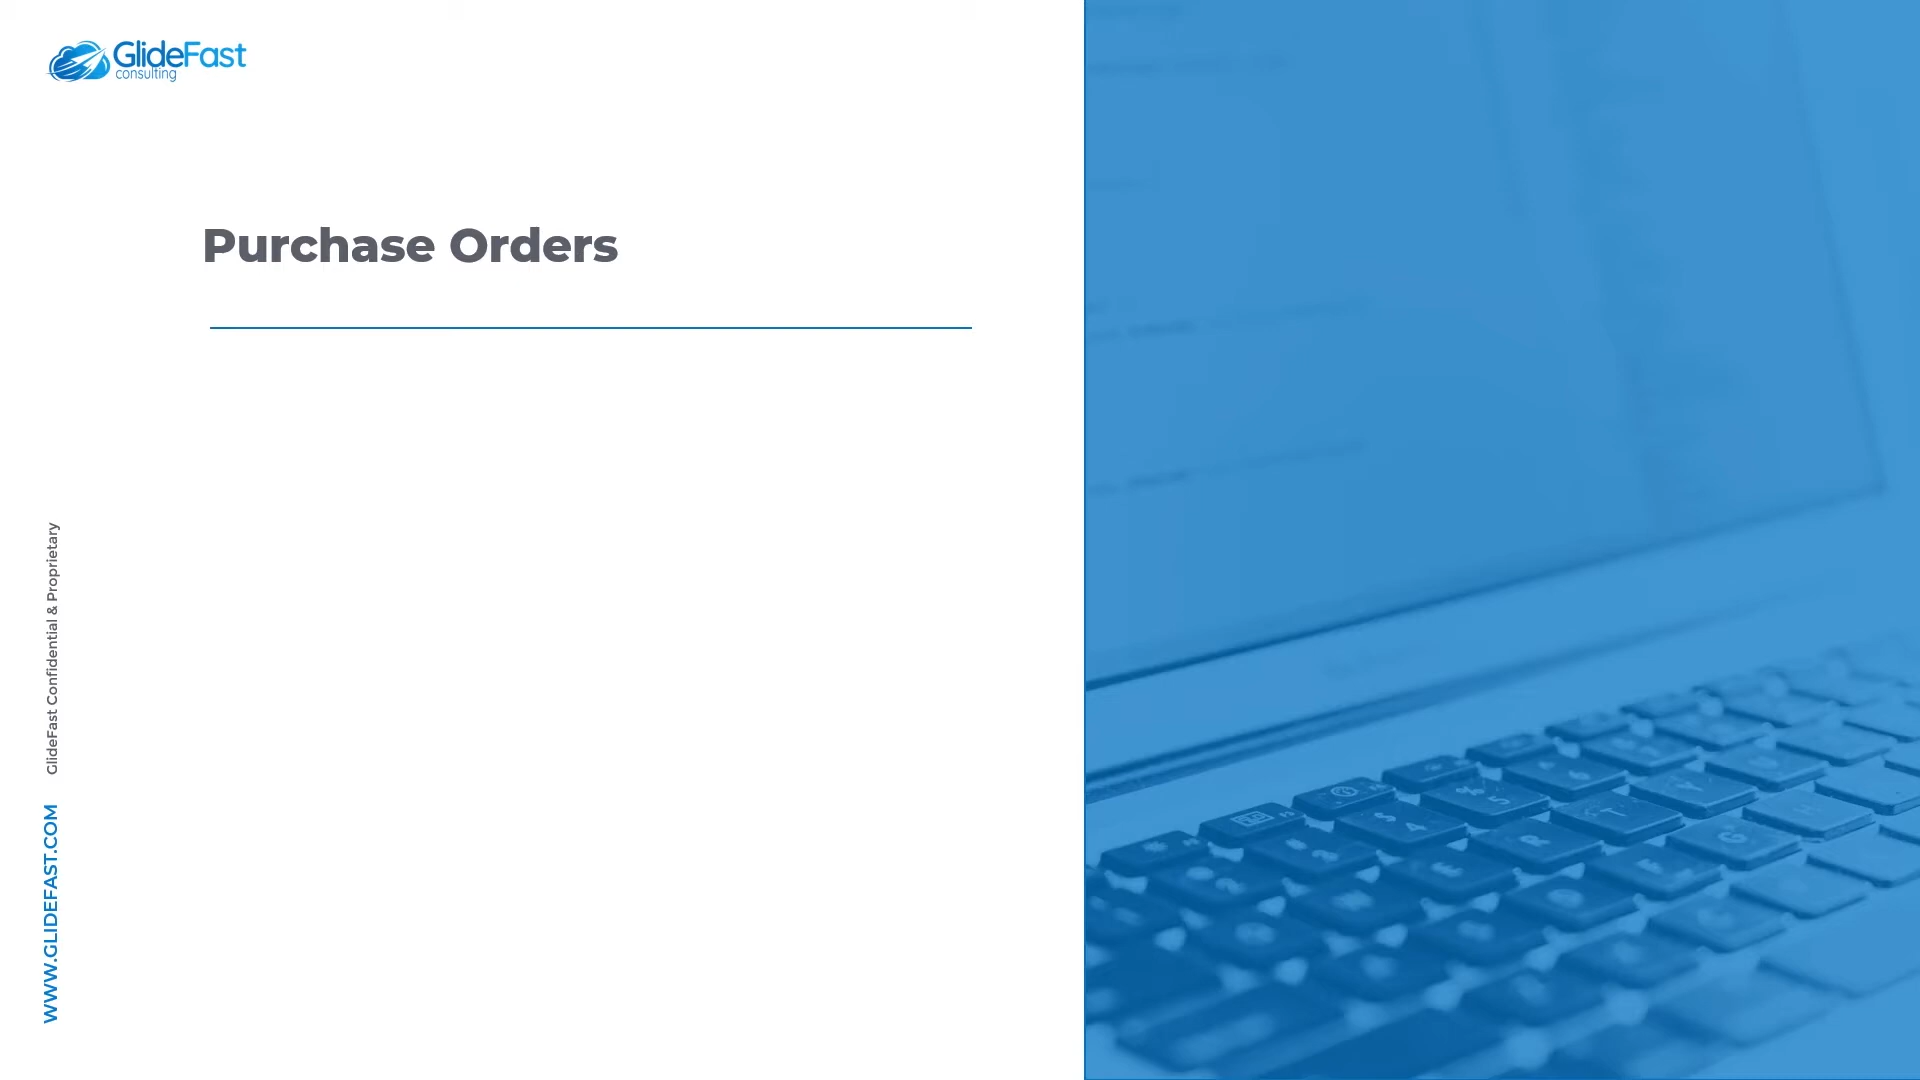 GlideFast
consulting
Purchase Orders
GlideFast Confidential & Proprietary
WWW.GLIDEFAST.COM